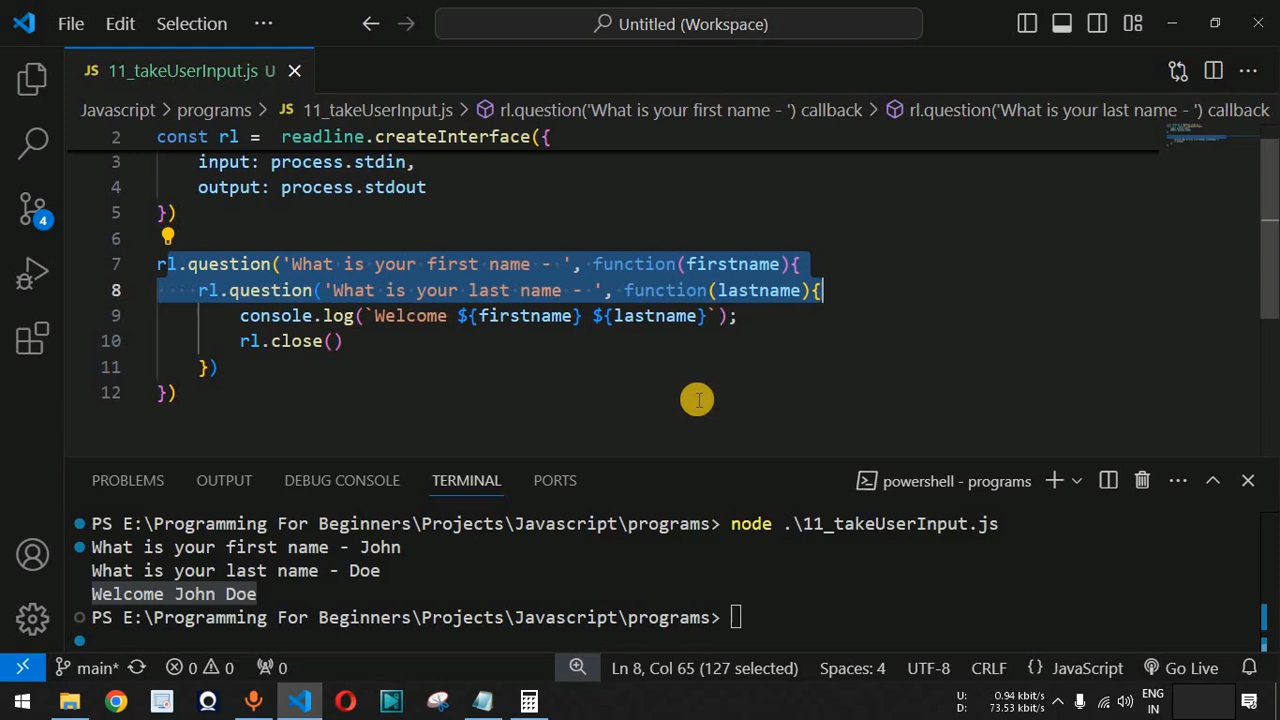 File Edit Selection ··· Untitled (Workspace)
JS 11_takeUserInput.js U
Javascript > programs > JS 11_takeUserInput.js > rl.question('What is your first name - ') callback > rl.question('What is your last name - ') callback
2 const rl = readline.createInterface({
3 input: process.stdin,
4 output: process.stdout
5 })
6
7 rl.question('What is your first name - ', function(firstname){
8 rl.question('What is your last name - ', function(lastname){
9 console.log(`Welcome ${firstname} ${lastname}`);
10 rl.close()
11 })
12 })
PROBLEMS OUTPUT DEBUG CONSOLE TERMINAL PORTS powershell - programs
PS E:\Programming For Beginners\Projects\Javascript\programs> node .\11_takeUserInput.js
What is your first name - John
What is your last name - Doe
Welcome John Doe
PS E:\Programming For Beginners\Projects\Javascript\programs>
4
main* 0 0 0 Ln 8, Col 65 (127 selected) Spaces: 4 UTF-8 CRLF {} JavaScript Go Live
U: 0.94 kbit/s ENG
D: 73.53 kbit/s IN